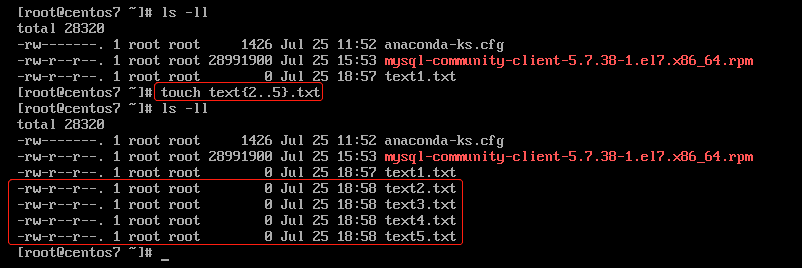 [root@centos7 ~]# ls -ll
total 28320
-rw-------. 1 root root     1426 Jul 25 11:52 anaconda-ks.cfg
-rw-r--r--. 1 root root 28991900 Jul 25 15:53 mysql-community-client-5.7.38-1.el7.x86_64.rpm
-rw-r--r--. 1 root root        0 Jul 25 18:57 text1.txt
[root@centos7 ~]# touch text{2..5}.txt
[root@centos7 ~]# ls -ll
total 28320
-rw-------. 1 root root     1426 Jul 25 11:52 anaconda-ks.cfg
-rw-r--r--. 1 root root 28991900 Jul 25 15:53 mysql-community-client-5.7.38-1.el7.x86_64.rpm
-rw-r--r--. 1 root root        0 Jul 25 18:57 text1.txt
-rw-r--r--. 1 root root        0 Jul 25 18:58 text2.txt
-rw-r--r--. 1 root root        0 Jul 25 18:58 text3.txt
-rw-r--r--. 1 root root        0 Jul 25 18:58 text4.txt
-rw-r--r--. 1 root root        0 Jul 25 18:58 text5.txt
[root@centos7 ~]# _